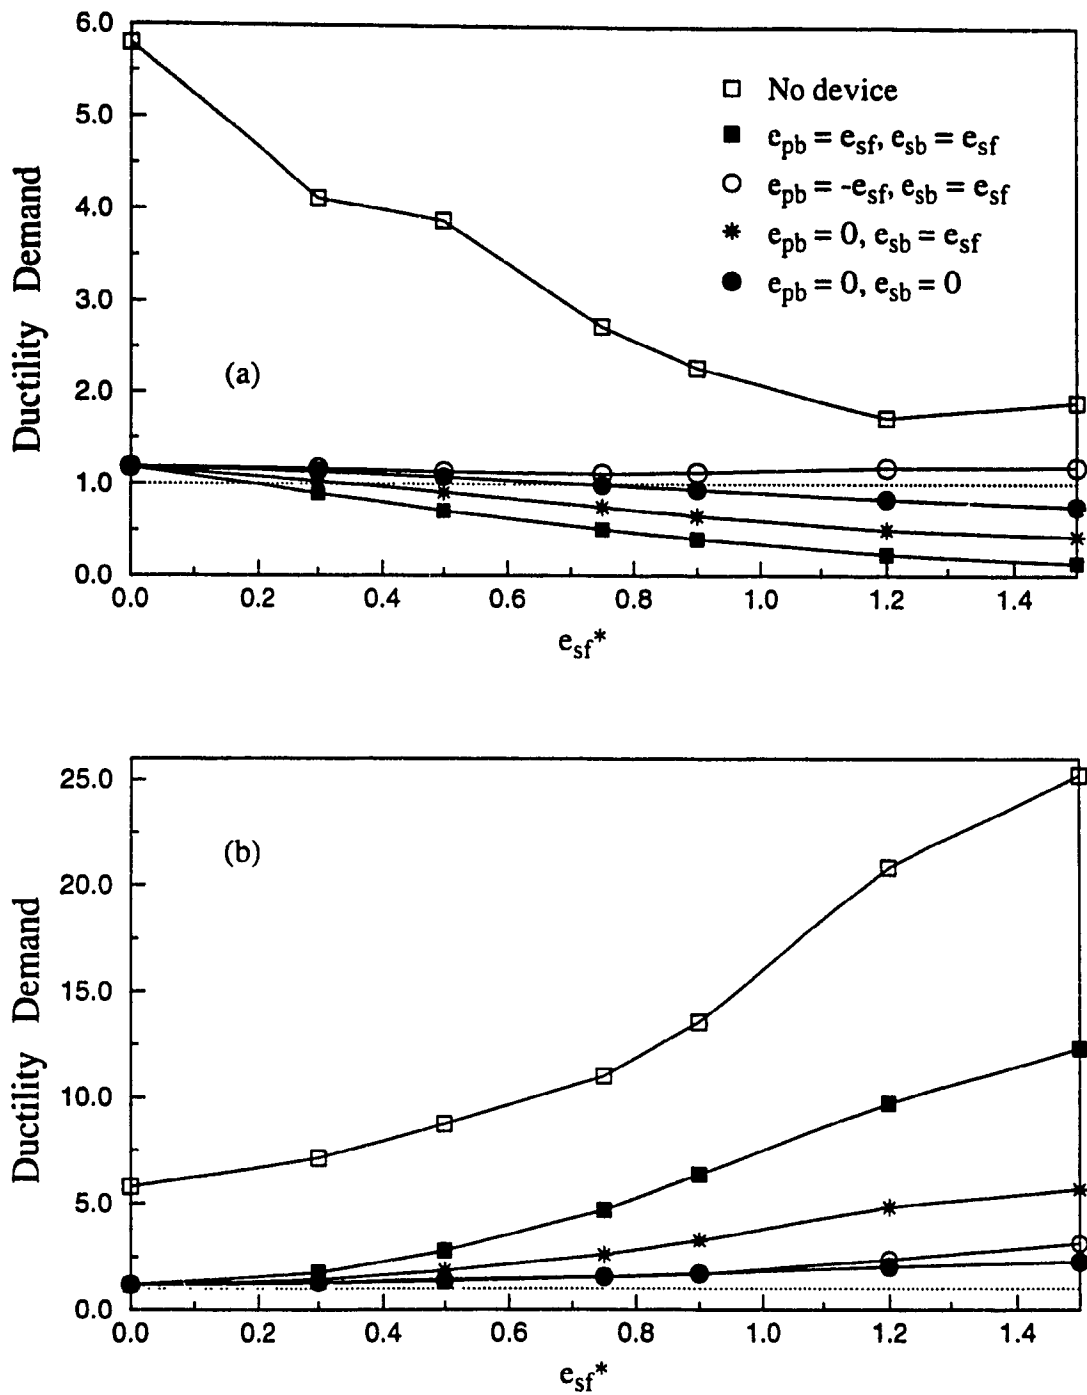 6.0
5.0
4.0
3.0
2.0
1.0
0.0
Ductility Demand
No device
e_pb = e_sf, e_sb = e_sf
e_pb = -e_sf, e_sb = e_sf
e_pb = 0, e_sb = e_sf
e_pb = 0, e_sb = 0
(a)
0.0 0.2 0.4 0.6 0.8 1.0 1.2 1.4
e_sf*
25.0
20.0
15.0
10.0
5.0
0.0
Ductility Demand
(b)
0.0 0.2 0.4 0.6 0.8 1.0 1.2 1.4
e_sf*